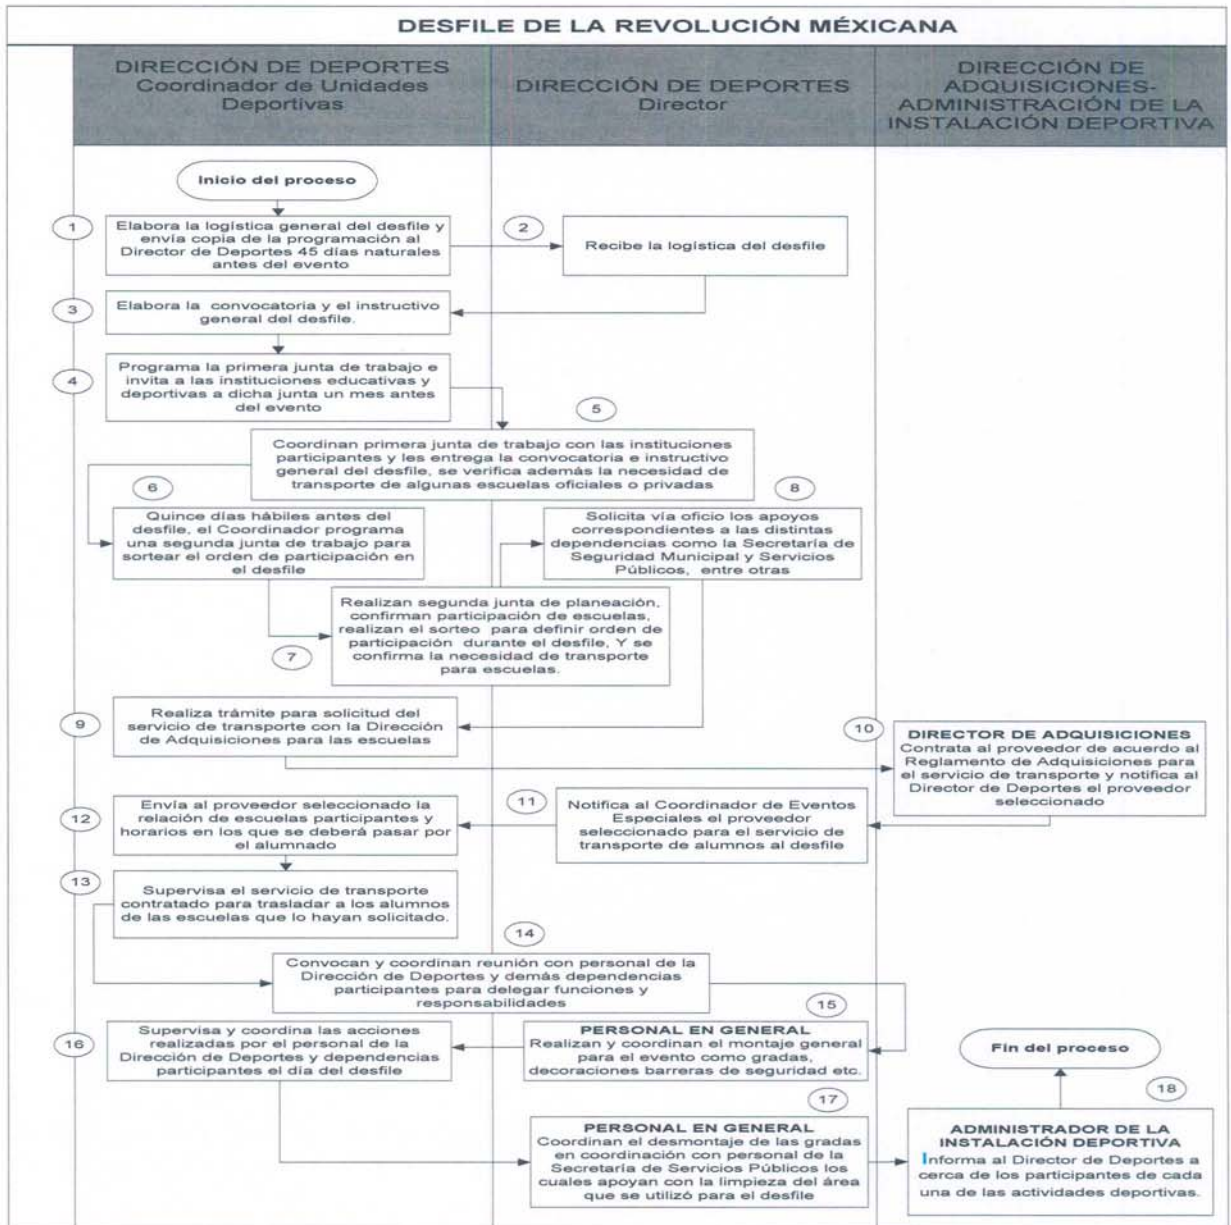 DESFILE DE LA REVOLUCIÓN MÉXICANA
DIRECCIÓN DE DEPORTES
Coordinador de Unidades
Deportivas
DIRECCIÓN DE DEPORTES
Director
DIRECCIÓN DE
ADQUISICIONES-
ADMINISTRACIÓN DE LA
INSTALACIÓN DEPORTIVA
Inicio del proceso
1
Elabora la logística general del desfile y
envía copia de la programación al
Director de Deportes 45 días naturales
antes del evento
2
Recibe la logística del desfile
3
Elabora la convocatoria y el instructivo
general del desfile.
4
Programa la primera junta de trabajo e
invita a las instituciones educativas y
deportivas a dicha junta un mes antes
del evento
5
Coordinan primera junta de trabajo con las instituciones
participantes y les entrega la convocatoria e instructivo
general del desfile, se verifica además la necesidad de
transporte de algunas escuelas oficiales o privadas
6
Quince días hábiles antes del
desfile, el Coordinador programa
una segunda junta de trabajo para
sortear el orden de participación en
el desfile
7
Realizan segunda junta de planeación,
confirman participación de escuelas,
realizan el sorteo para definir orden de
participación durante el desfile, Y se
confirma la necesidad de transporte
para escuelas.
8
Solicita vía oficio los apoyos
correspondientes a las distintas
dependencias como la Secretaría de
Seguridad Municipal y Servicios
Públicos, entre otras
9
Realiza trámite para solicitud del
servicio de transporte con la Dirección
de Adquisiciones para las escuelas
10
DIRECTOR DE ADQUISICIONES
Contrata al proveedor de acuerdo al
Reglamento de Adquisiciones para
el servicio de transporte y notifica al
Director de Deportes el proveedor
seleccionado
11
Notifica al Coordinador de Eventos
Especiales el proveedor
seleccionado para el servicio de
transporte de alumnos al desfile
12
Envía al proveedor seleccionado la
relación de escuelas participantes y
horarios en los que se deberá pasar por
el alumnado
13
Supervisa el servicio de transporte
contratado para trasladar a los alumnos
de las escuelas que lo hayan solicitado.
14
Convocan y coordinan reunión con personal de la
Dirección de Deportes y demás dependencias
participantes para delegar funciones y
responsabilidades
15
PERSONAL EN GENERAL
Realizan y coordinan el montaje general
para el evento como gradas,
decoraciones barreras de seguridad etc.
16
Supervisa y coordina las acciones
realizadas por el personal de la
Dirección de Deportes y dependencias
participantes el día del desfile
17
PERSONAL EN GENERAL
Coordinan el desmontaje de las gradas
en coordinación con personal de la
Secretaría de Servicios Públicos los
cuales apoyan con la limpieza del área
que se utilizó para el desfile
18
ADMINISTRADOR DE LA
INSTALACIÓN DEPORTIVA
Informa al Director de Deportes a
cerca de los participantes de cada
una de las actividades deportivas.
Fin del proceso